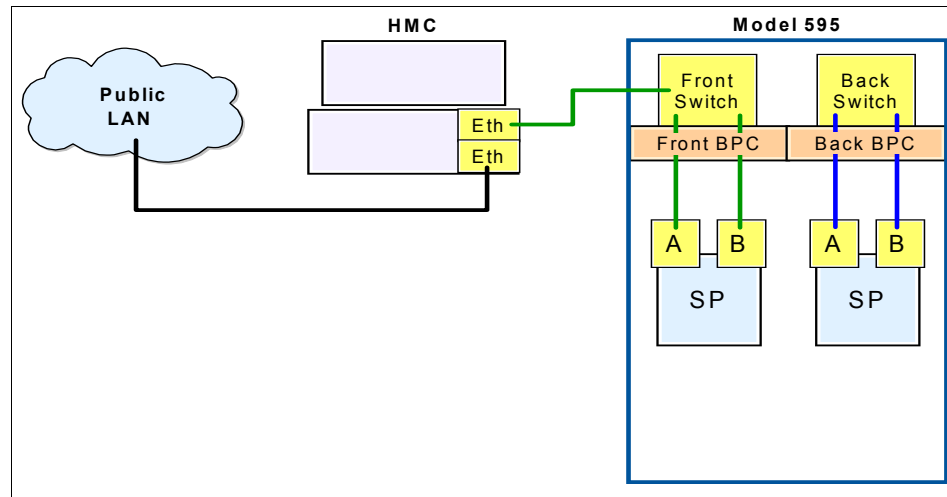 HMC
Model 595
Public
LAN
Eth
Eth
Front
Switch
Back
Switch
Front BPC
Back BPC
A
B
A
B
SP
SP